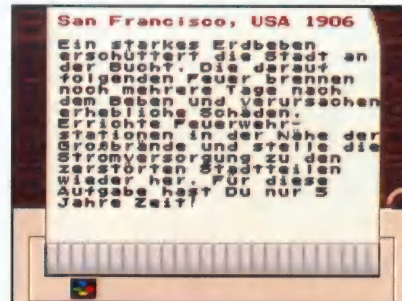 San Francisco, USA 1906
Ein starkes Erdbeben
erschüttert die Stadt an
der Bucht. Die darauf
folgenden Feuer brennen
noch mehrere Tage nach
dem Beben und verursachen
erhebliche Schäden.
Errichte Feuerwehr-
stationen in der Nähe der
Großbrände und stelle die
Stromversorgung zu den
zerstörten Stadtteilen
wieder her. Für diese
Aufgabe hast Du nur 5
Jahre Zeit!